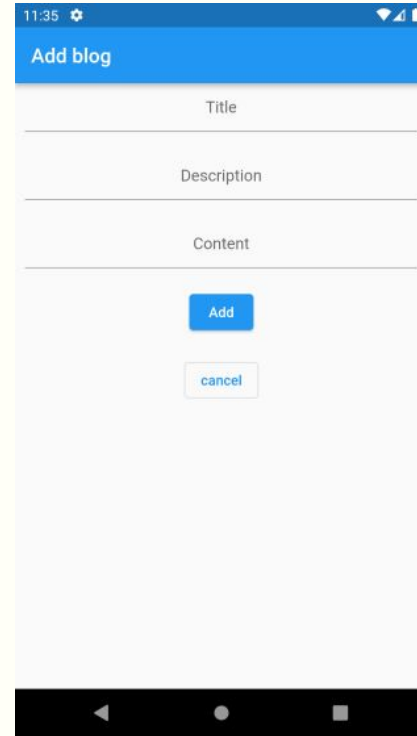 11:35
Add blog
Title
Description
Content
Add
cancel